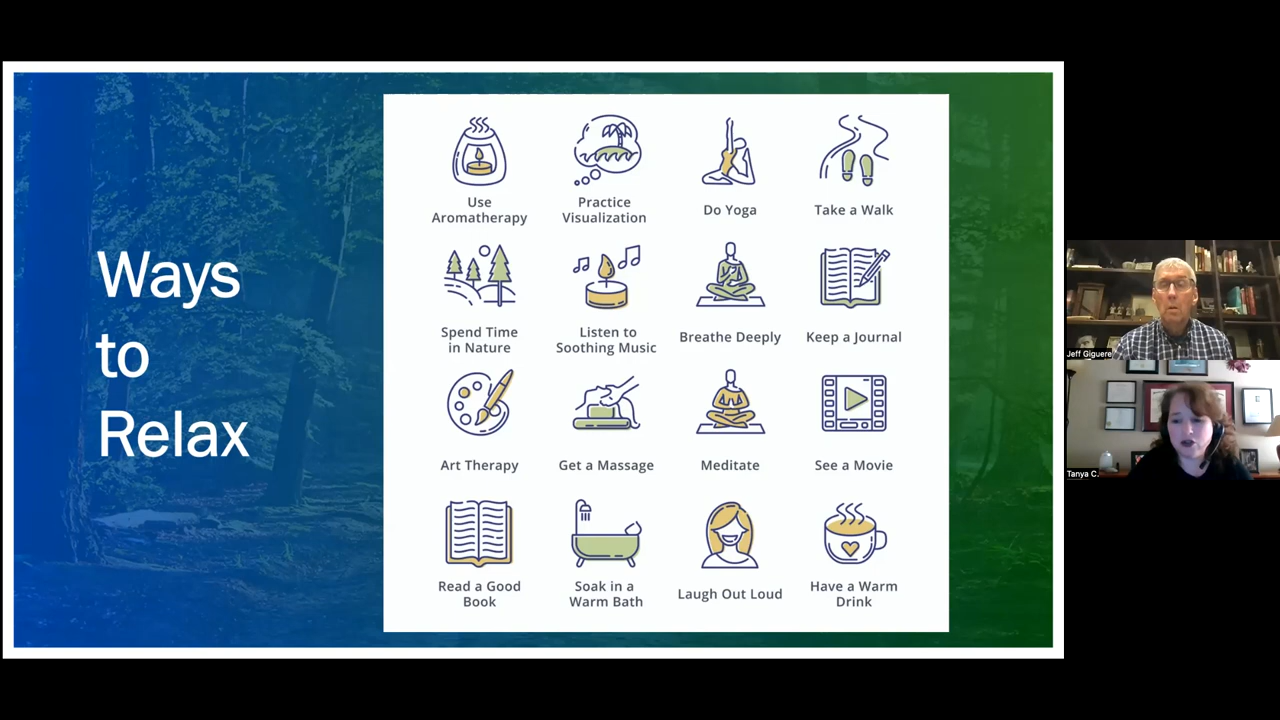 Ways
to
Relax
Use
Aromatherapy
Practice
Visualization
Do Yoga
Take a Walk
Spend Time
in Nature
Listen to
Soothing Music
Breathe Deeply
Keep a Journal
Art Therapy
Get a Massage
Meditate
See a Movie
Read a Good
Book
Soak in a
Warm Bath
Laugh Out Loud
Have a Warm
Drink
Jeff Giguere
Tanya C.